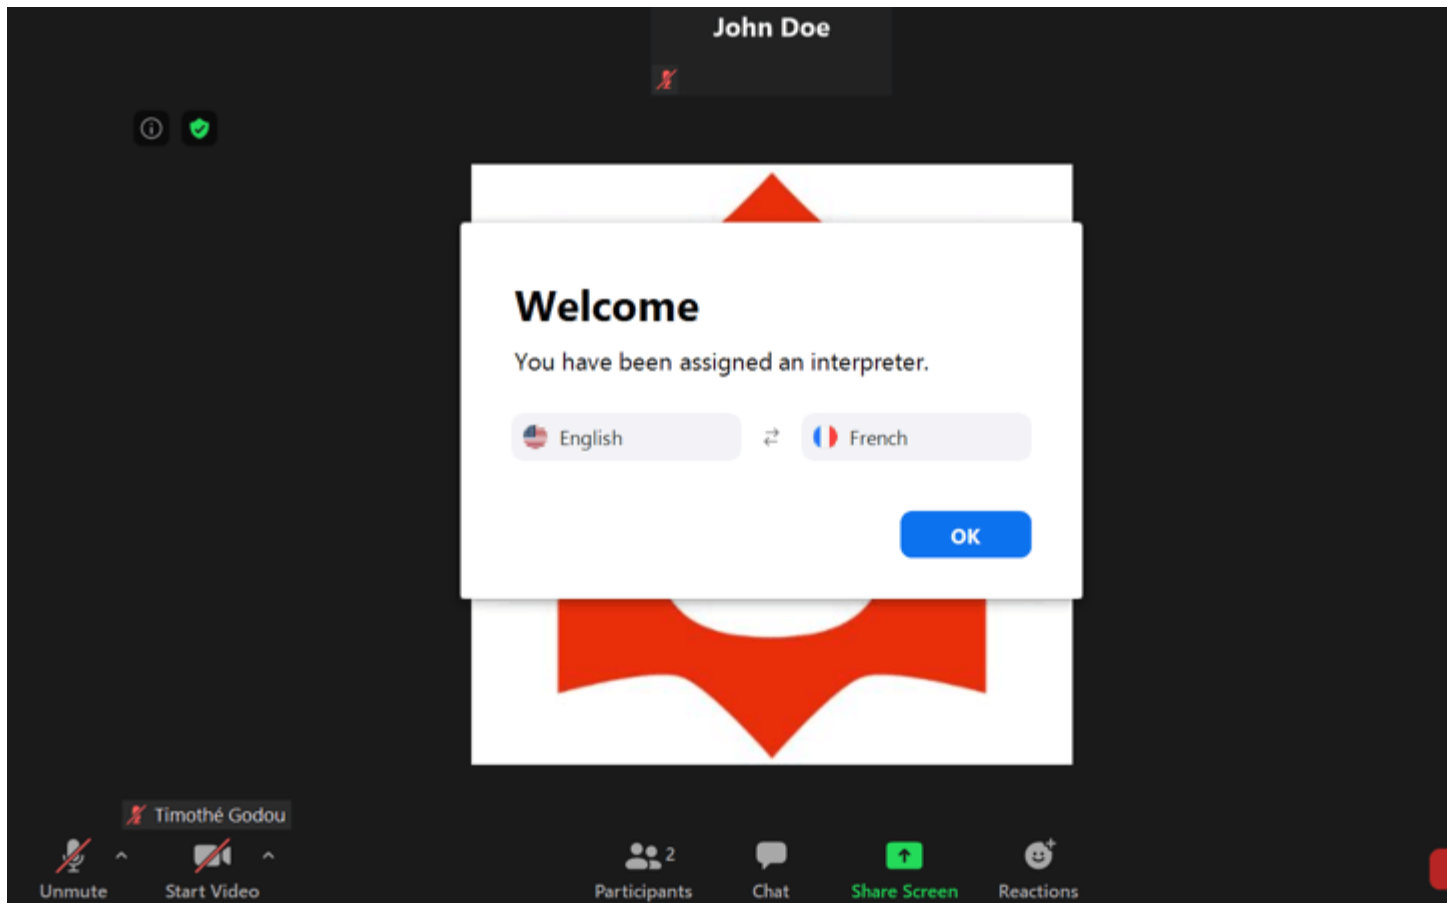 John Doe
Welcome
You have been assigned an interpreter.
English
French
OK
Timothé Godou
2
Unmute
Start Video
Participants
Chat
Share Screen
Reactions